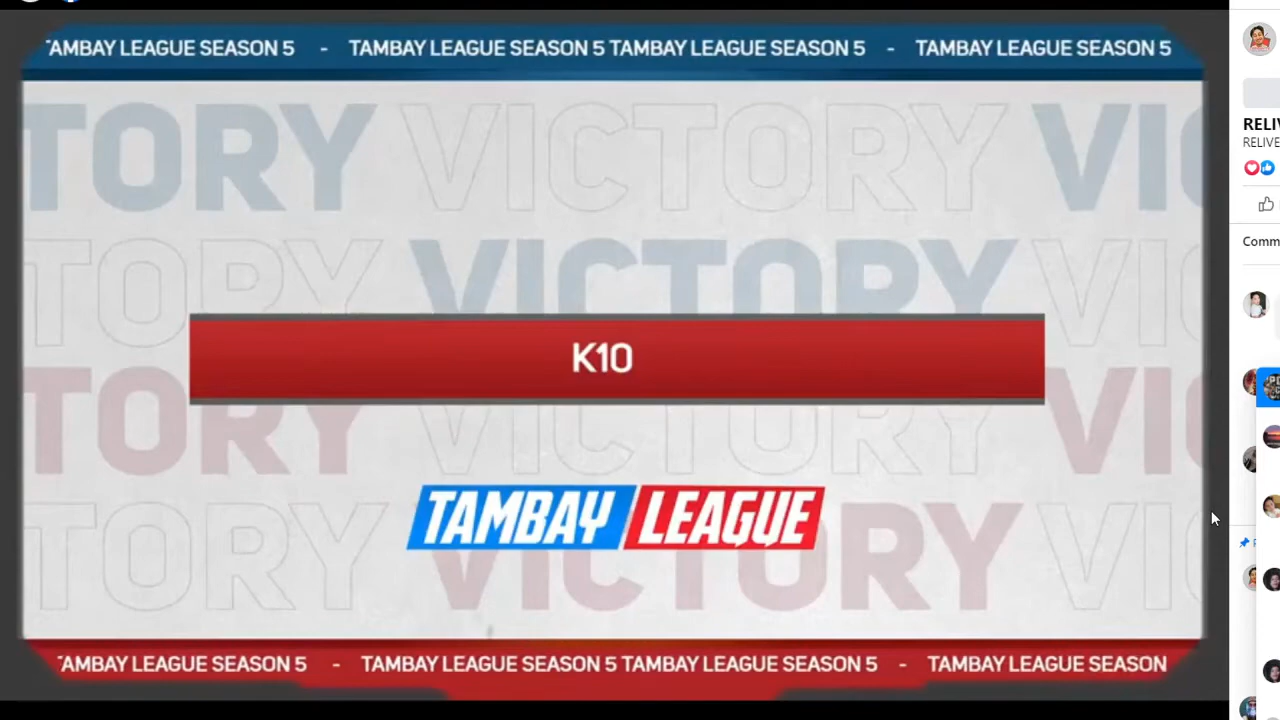 TAMBAY LEAGUE SEASON 5 - TAMBAY LEAGUE SEASON 5 TAMBAY LEAGUE SEASON 5 - TAMBAY LEAGUE SEASON 5
TORY VICTORY VIC
TORY VICTORY VIC
K10
TORY VICTORY VIC
TAMBAY LEAGUE
TORY VICTORY VIC
AMBAY LEAGUE SEASON 5 - TAMBAY LEAGUE SEASON 5 TAMBAY LEAGUE SEASON 5 - TAMBAY LEAGUE SEASON
RELIV
RELIVE
Comm